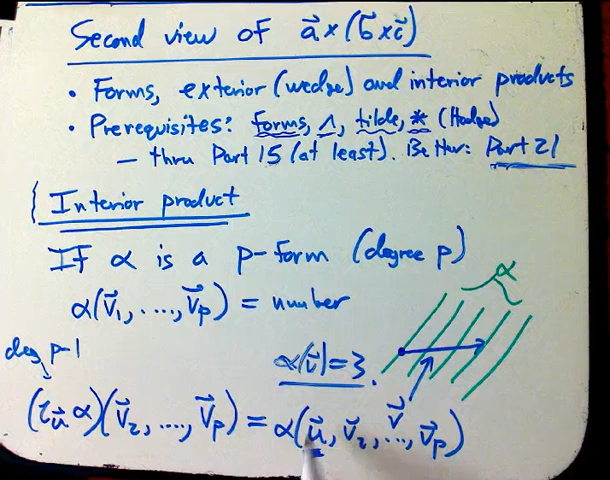 Second view of a⃗×(b⃗×c⃗)
• Forms, exterior (wedge) and interior products
• Prerequisites: forms, ∧, tilde, * (Hodge)
– thru Part 15 (at least). Better: Part 21
{ Interior product
If α is a p-form (degree p)
α(v⃗₁, ...., v⃗ₚ) = number
α
α(v⃗)=3.
v⃗
deg p-1
(ι_u⃗ α)(v⃗₂, ...., v⃗ₚ) = α(u⃗, v⃗₂, ..., v⃗ₚ)